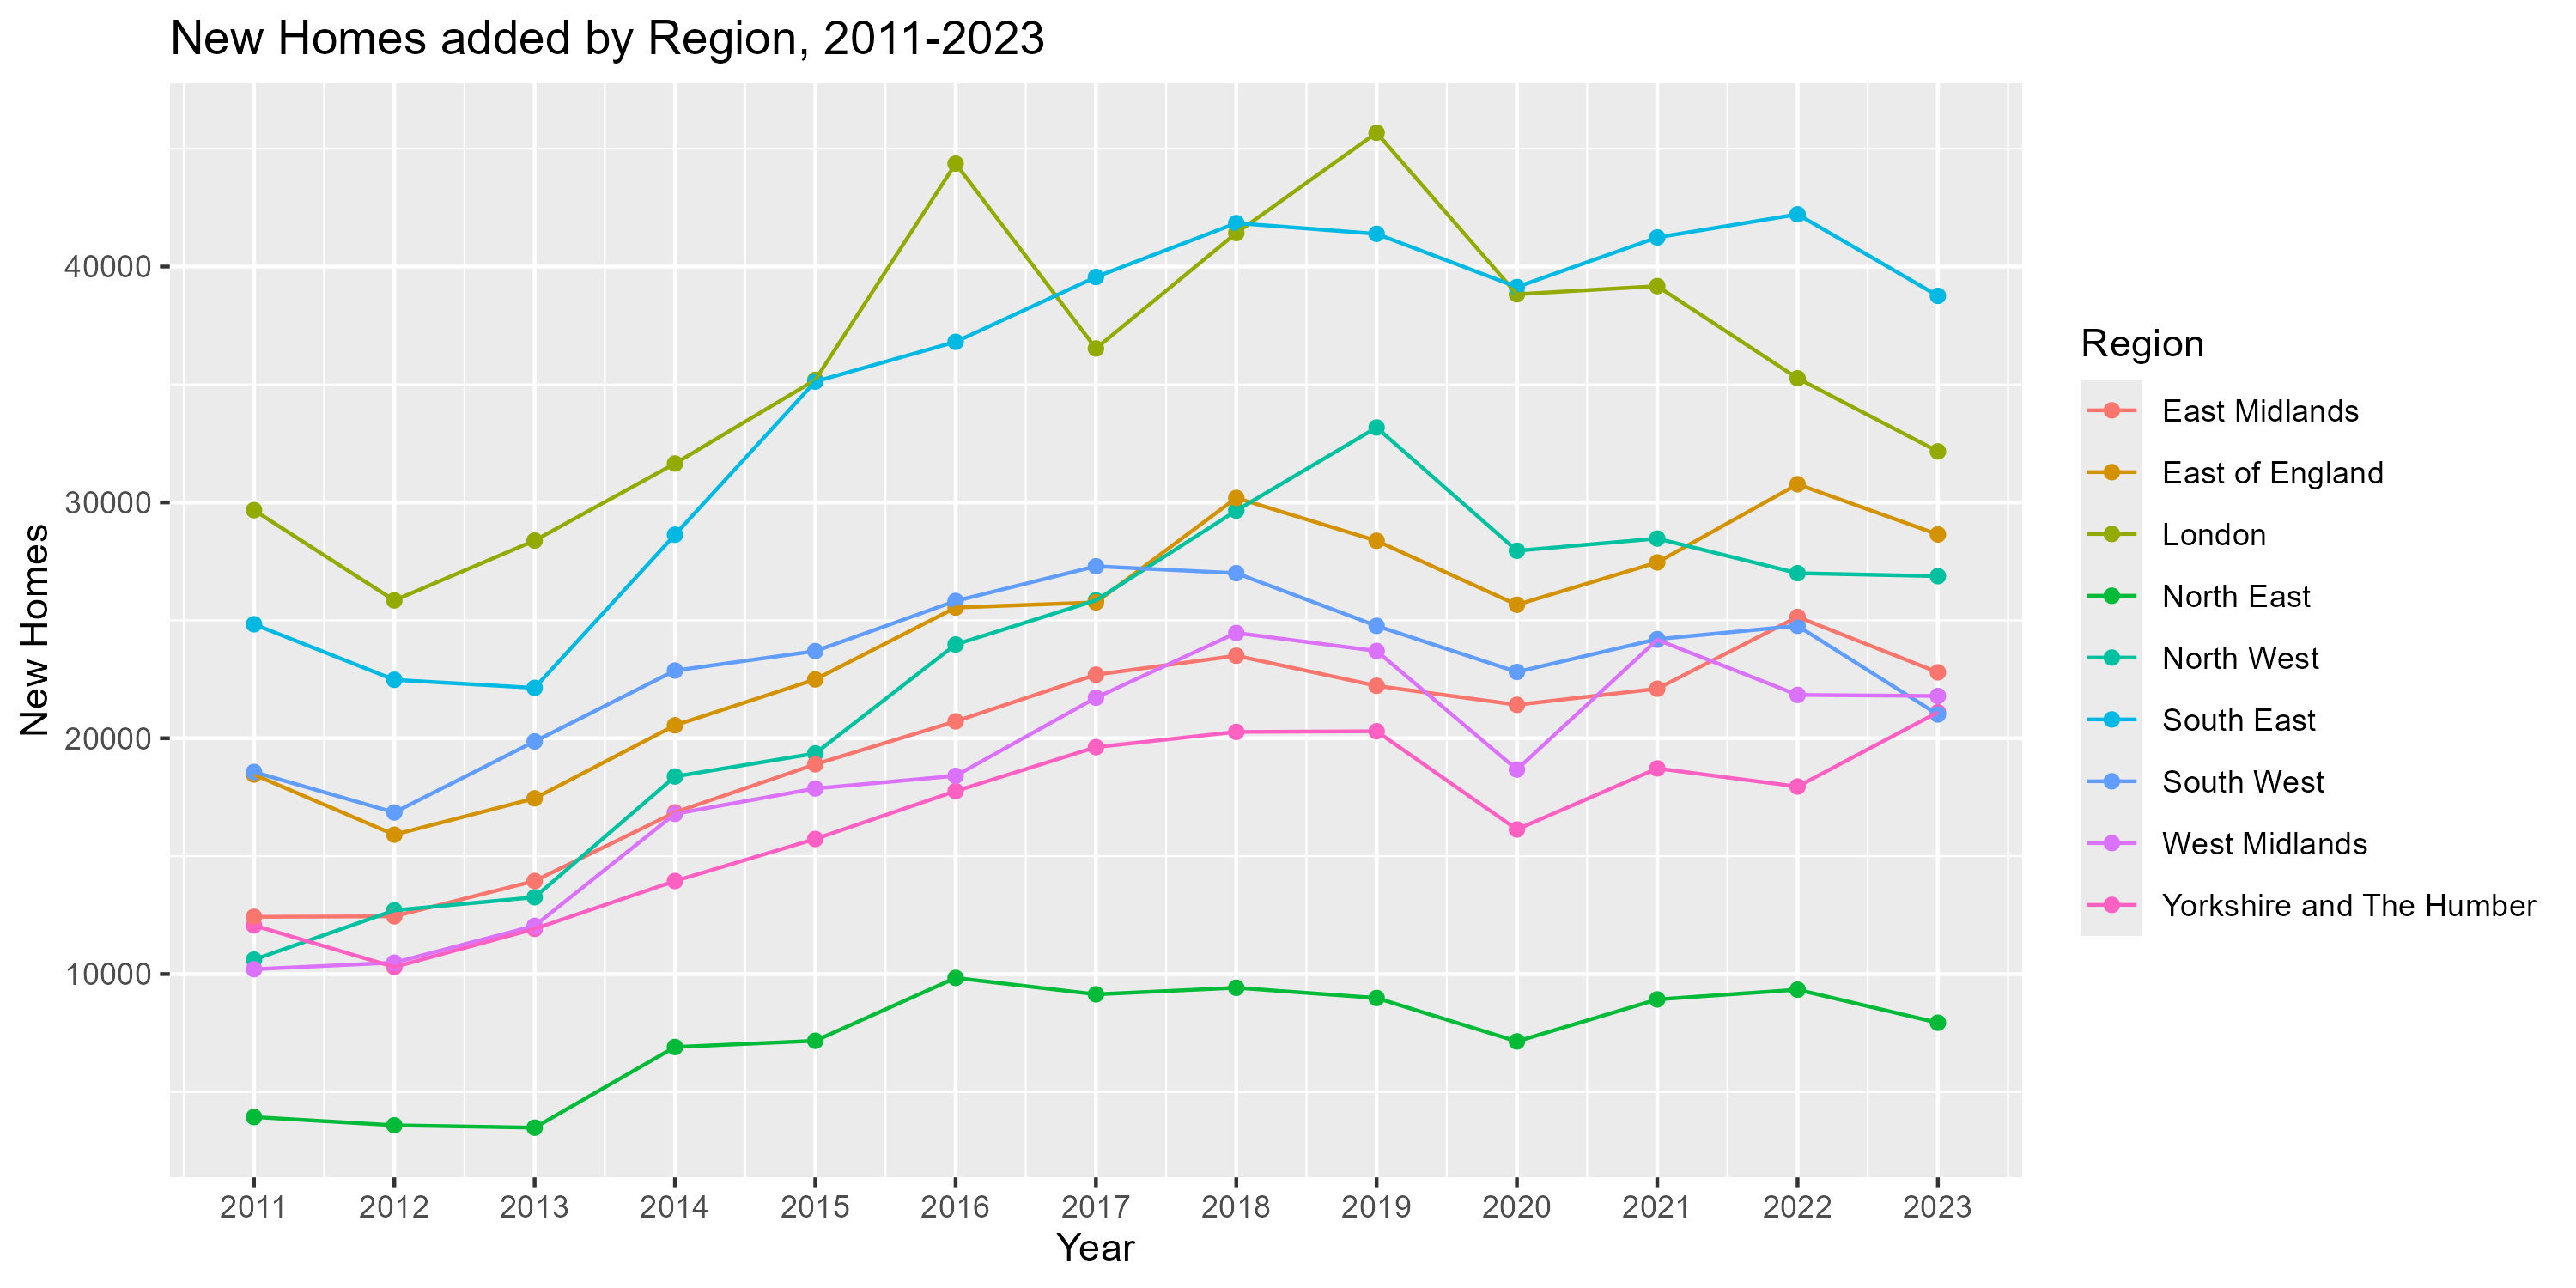 New Homes added by Region, 2011-2023
New Homes
40000
30000
20000
10000
2011 2012 2013 2014 2015 2016 2017 2018 2019 2020 2021 2022 2023
Year
Region
East Midlands
East of England
London
North East
North West
South East
South West
West Midlands
Yorkshire and The Humber